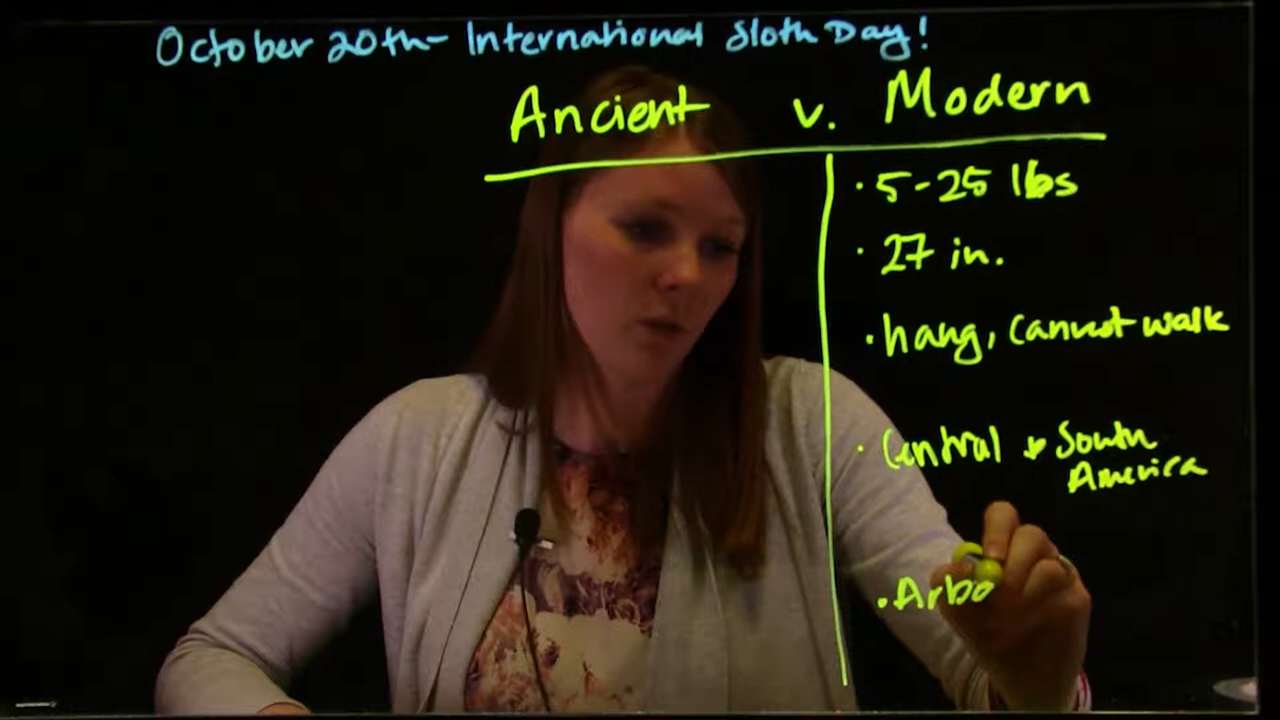 October 20th- International Sloth Day!
Ancient v. Modern
· 5-25 lbs
· 27 in.
· hang, cannot walk
· Central & South
America
· Arbo